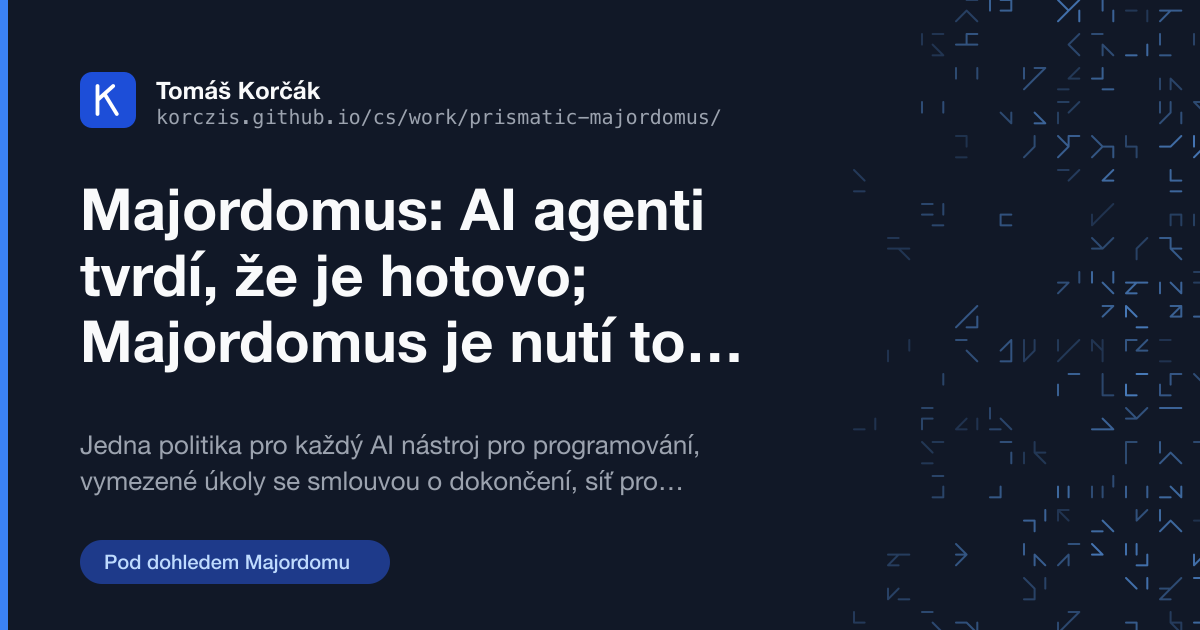 K
Tomáš Korčák
korczis.github.io/cs/work/prismatic-majordomus/
Majordomus: AI agenti
tvrdí, že je hotovo;
Majordomus je nutí to…
Jedna politika pro každý AI nástroj pro programování,
vymezené úkoly se smlouvou o dokončení, síť pro…
Pod dohledem Majordomu